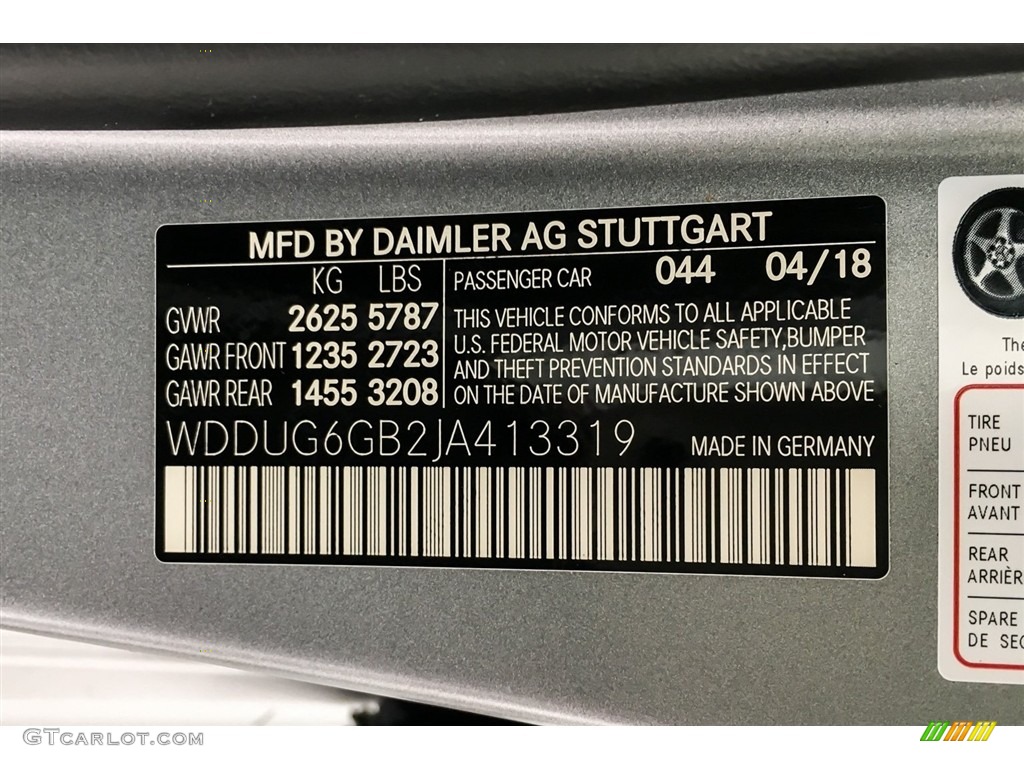 MFD BY DAIMLER AG STUTTGART
KG LBS
GVWR 2625 5787
GAWR FRONT 1235 2723
GAWR REAR 1455 3208
PASSENGER CAR 044 04/18
THIS VEHICLE CONFORMS TO ALL APPLICABLE
U.S. FEDERAL MOTOR VEHICLE SAFETY, BUMPER
AND THEFT PREVENTION STANDARDS IN EFFECT
ON THE DATE OF MANUFACTURE SHOWN ABOVE
WDDUG6GB2JA413319 MADE IN GERMANY
The
Le poids
TIRE
PNEU
FRONT
AVANT
REAR
ARRIÈR
SPARE
DE SEC
GTCARLOT.COM